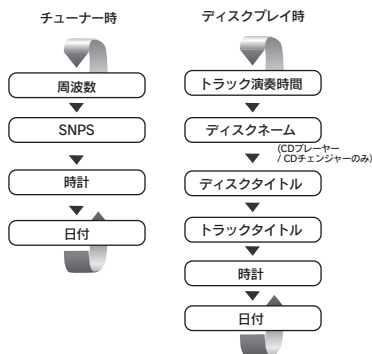 チューナー時
周波数
SNPS
時計
日付
ディスクプレイ時
トラック演奏時間
ディスクネーム
(CDプレーヤー
/ CDチェンジャーのみ)
ディスクタイトル
トラックタイトル
時計
日付